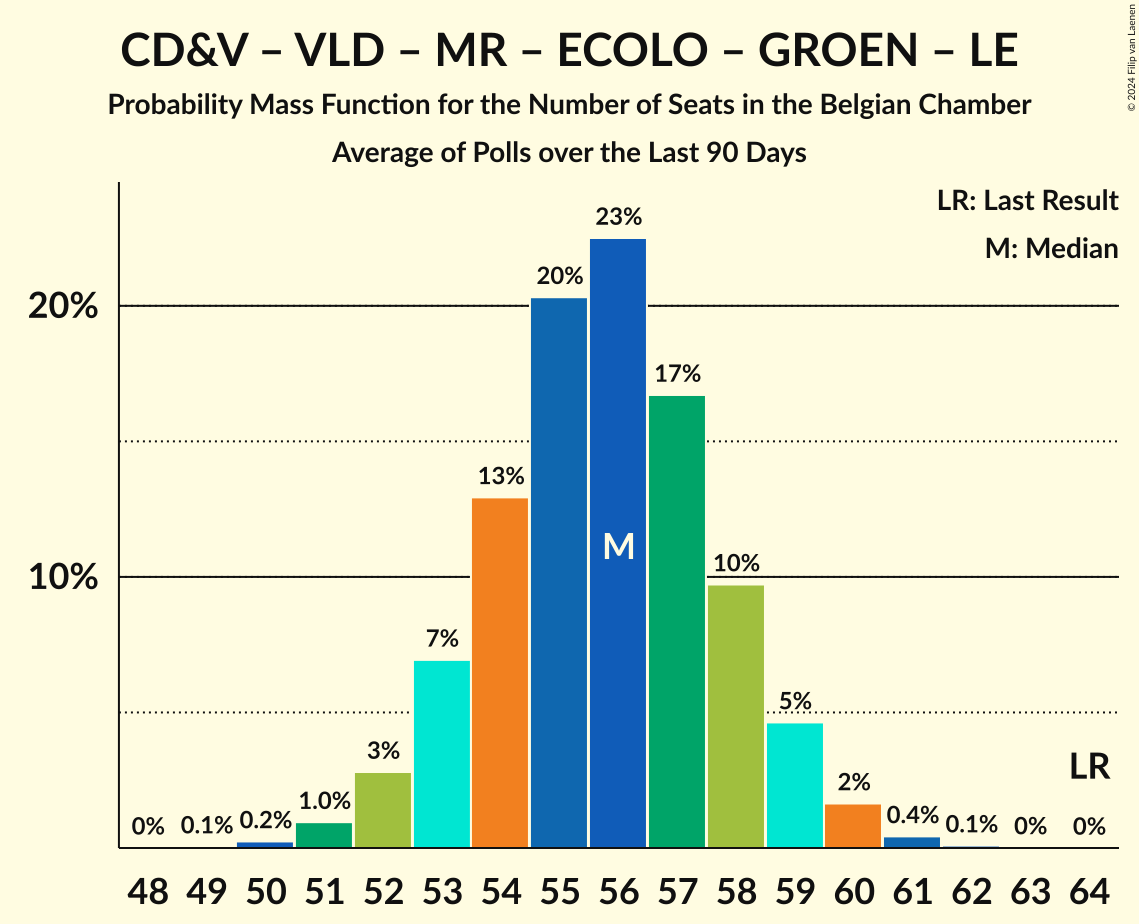 CD&V – VLD – MR – ECOLO – GROEN – LE
Probability Mass Function for the Number of Seats in the Belgian Chamber
Average of Polls over the Last 90 Days
© 2024 Filip van Laenen
LR: Last Result
M: Median
20%
10%
0%
0.1%
0.2%
1.0%
3%
7%
13%
20%
23%
17%
10%
5%
2%
0.4%
0.1%
0%
0%
M
LR
48 49 50 51 52 53 54 55 56 57 58 59 60 61 62 63 64